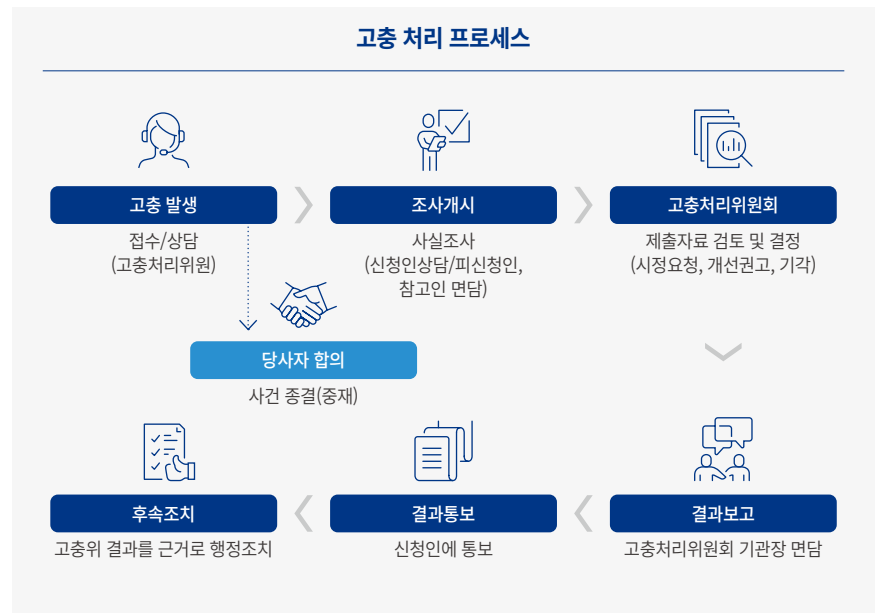 고충 처리 프로세스
고충 발생
접수/상담
(고충처리위원)
조사개시
사실조사
(신청인상담/피신청인,
참고인 면담)
고충처리위원회
제출자료 검토 및 결정
(시정요청, 개선권고, 기각)
당사자 합의
사건 종결(중재)
결과보고
고충처리위원회 기관장 면담
결과통보
신청인에 통보
후속조치
고충위 결과를 근거로 행정조치